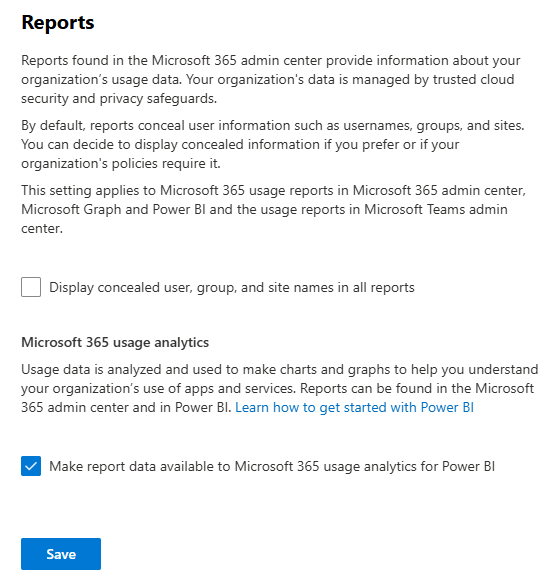 Reports
Reports found in the Microsoft 365 admin center provide information about your
organization’s usage data. Your organization's data is managed by trusted cloud
security and privacy safeguards.
By default, reports conceal user information such as usernames, groups, and sites.
You can decide to display concealed information if you prefer or if your
organization's policies require it.
This setting applies to Microsoft 365 usage reports in Microsoft 365 admin center,
Microsoft Graph and Power BI and the usage reports in Microsoft Teams admin
center.
Display concealed user, group, and site names in all reports
Microsoft 365 usage analytics
Usage data is analyzed and used to make charts and graphs to help you understand
your organization’s use of apps and services. Reports can be found in the Microsoft
365 admin center and in Power BI. Learn how to get started with Power BI
Make report data available to Microsoft 365 usage analytics for Power BI
Save